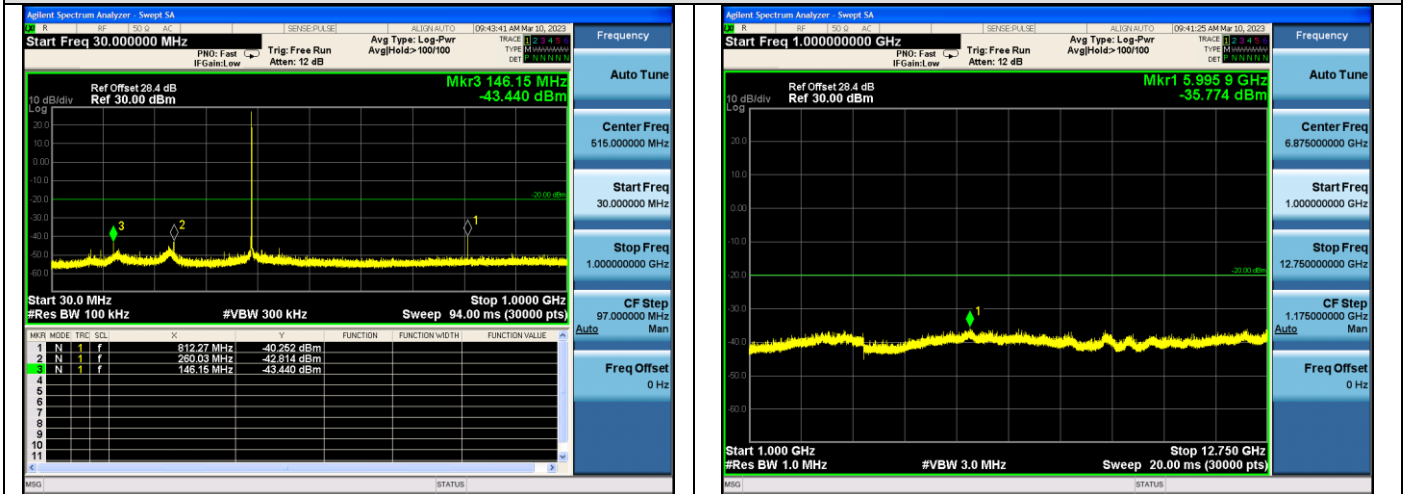 Agilent Spectrum Analyzer - Swept SA
R RF 50 Ω AC SENSE:PULSE ALIGN AUTO 09:43:41 AM Mar 10, 2023
Start Freq 30.000000 MHz
PNO: Fast
IFGain:Low
Trig: Free Run
Atten: 12 dB
Avg Type: Log-Pwr
Avg|Hold:>100/100
TRACE 1 2 3 4 5 6
TYPE M
DET P N N N N N
Mkr3 146.15 MHz
-43.440 dBm
Ref Offset 28.4 dB
10 dB/div Ref 30.00 dBm
Log
20.0
10.0
0.00
-10.0
-20.0
-30.0
-40.0
-50.0
-60.0
-20.00 dBm
3
2
1
Start 30.0 MHz Stop 1.0000 GHz
#Res BW 100 kHz #VBW 300 kHz Sweep 94.00 ms (30000 pts)
MKR MODE TRC SCL X Y FUNCTION FUNCTION WIDTH FUNCTION VALUE
1 N 1 f 812.27 MHz -40.252 dBm
2 N 1 f 260.03 MHz -42.814 dBm
3 N 1 f 146.15 MHz -43.440 dBm
4
5
6
7
8
9
10
11
MSG STATUS
Frequency
Auto Tune
Center Freq
515.000000 MHz
Start Freq
30.000000 MHz
Stop Freq
1.000000000 GHz
CF Step
97.000000 MHz
Auto Man
Freq Offset
0 Hz
Agilent Spectrum Analyzer - Swept SA
R RF 50 Ω AC SENSE:PULSE ALIGN AUTO 09:41:25 AM Mar 10, 2023
Start Freq 1.000000000 GHz
PNO: Fast
IFGain:Low
Trig: Free Run
Atten: 12 dB
Avg Type: Log-Pwr
Avg|Hold:>100/100
TRACE 1 2 3 4 5 6
TYPE M
DET P N N N N N
Mkr1 5.995 9 GHz
-35.774 dBm
Ref Offset 28.4 dB
10 dB/div Ref 30.00 dBm
Log
20.0
10.0
0.00
-10.0
-20.0
-30.0
-40.0
-50.0
-60.0
-20.00 dBm
1
Start 1.000 GHz Stop 12.750 GHz
#Res BW 1.0 MHz #VBW 3.0 MHz Sweep 20.00 ms (30000 pts)
MSG STATUS
Frequency
Auto Tune
Center Freq
6.875000000 GHz
Start Freq
1.000000000 GHz
Stop Freq
12.750000000 GHz
CF Step
1.175000000 GHz
Auto Man
Freq Offset
0 Hz